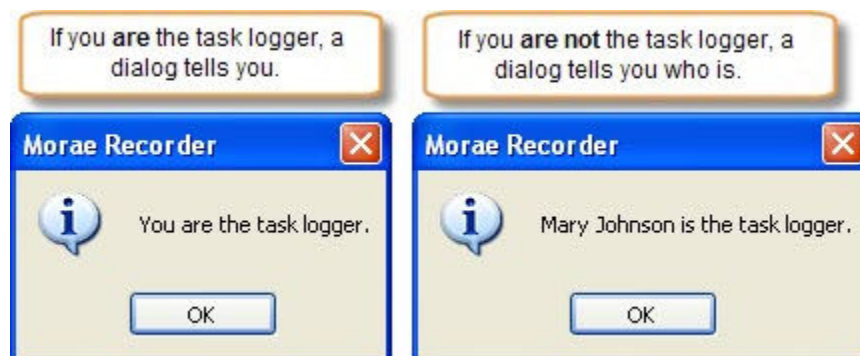 If you are the task logger, a
dialog tells you.
If you are not the task logger, a
dialog tells you who is.
Morae Recorder
You are the task logger.
OK
Morae Recorder
Mary Johnson is the task logger.
OK